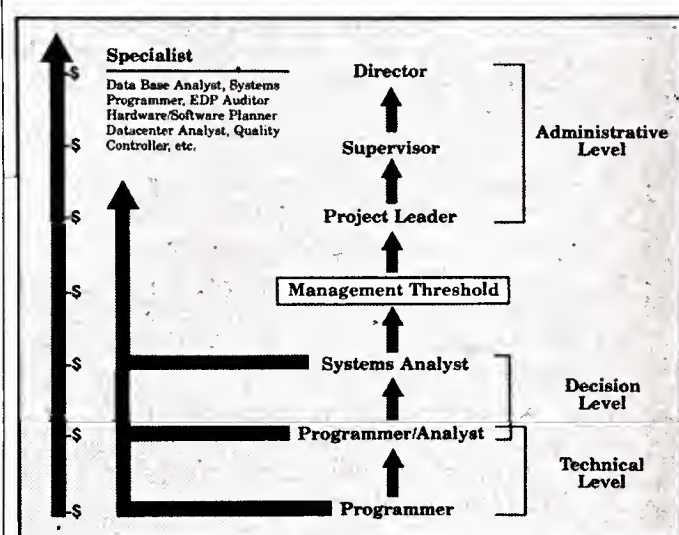 Specialist
Data Base Analyst, Systems
Programmer, EDP Auditor
Hardware/Software Planner
Datacenter Analyst, Quality
Controller, etc.
-$
-$
-$
-$
-$
-$
-$
Director
Supervisor
Project Leader
Administrative
Level
Management Threshold
Systems Analyst
Decision
Level
Programmer/Analyst
Technical
Level
Programmer